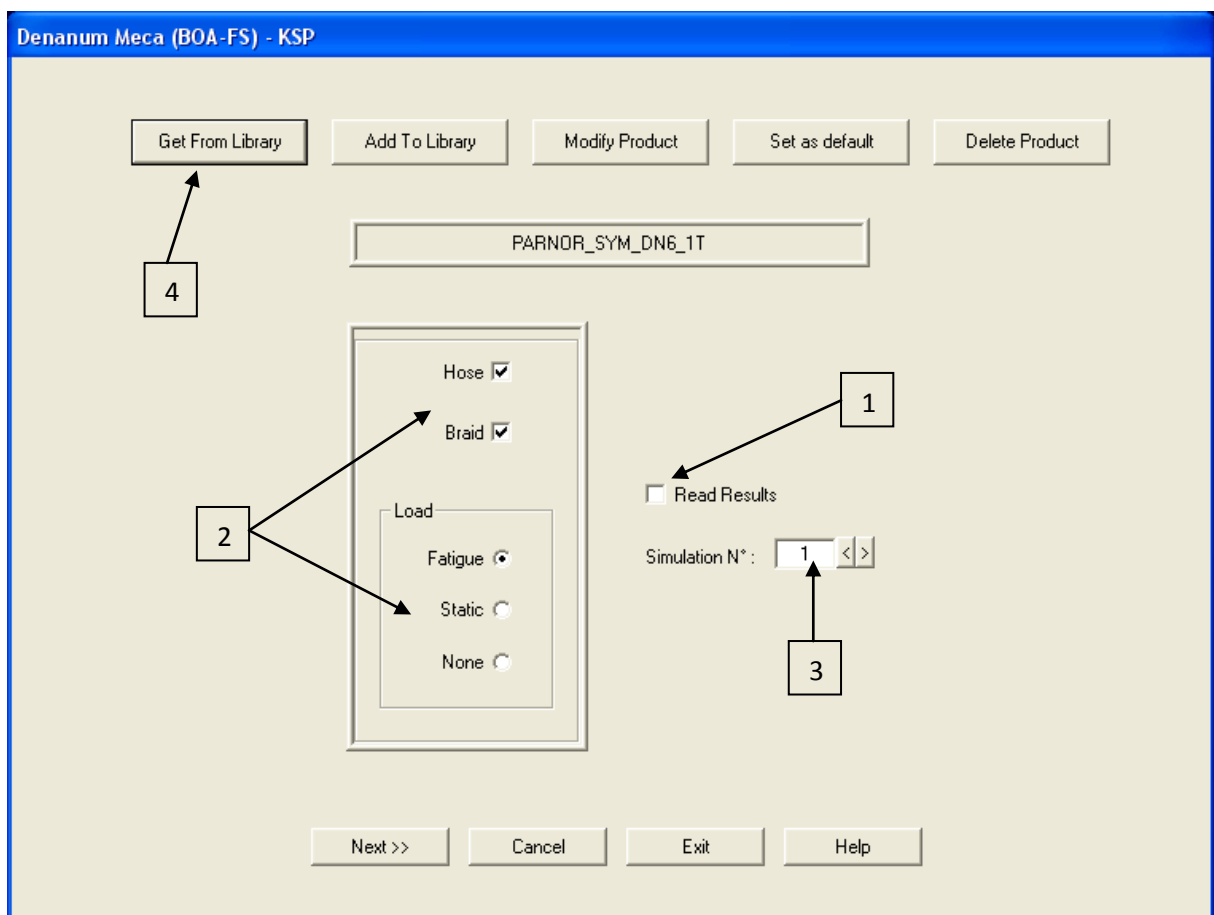 Denanum Meca (BOA-FS) - KSP
Get From Library
Add To Library
Modify Product
Set as default
Delete Product
4
PARNOR_SYM_DN6_1T
Hose
Braid
1
Read Results
2
Load
Fatigue
Simulation N° : 1 < >
Static
None
3
Next >>
Cancel
Exit
Help